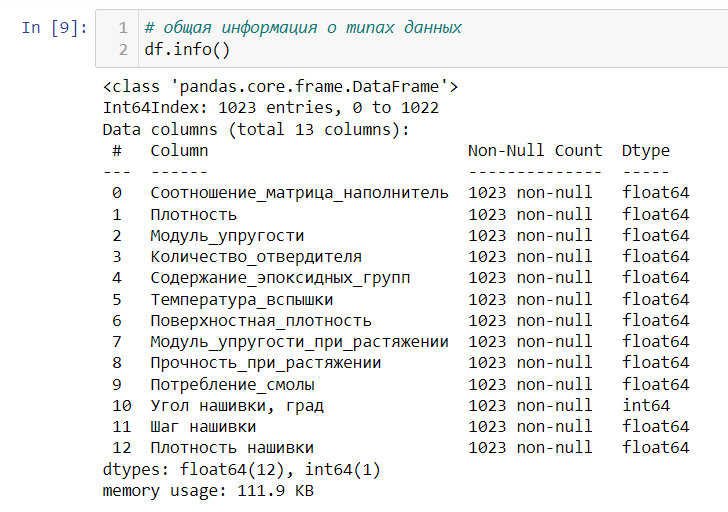 In [9]:
1 # общая информация о типах данных
2 df.info()
<class 'pandas.core.frame.DataFrame'>
Int64Index: 1023 entries, 0 to 1022
Data columns (total 13 columns):
# Column Non-Null Count Dtype
--- ------ -------------- -----
0 Соотношение_матрица_наполнитель 1023 non-null float64
1 Плотность 1023 non-null float64
2 Модуль_упругости 1023 non-null float64
3 Количество_отвердителя 1023 non-null float64
4 Содержание_эпоксидных_групп 1023 non-null float64
5 Температура_вспышки 1023 non-null float64
6 Поверхностная_плотность 1023 non-null float64
7 Модуль_упругости_при_растяжении 1023 non-null float64
8 Прочность_при_растяжении 1023 non-null float64
9 Потребление_смолы 1023 non-null float64
10 Угол нашивки, град 1023 non-null int64
11 Шаг нашивки 1023 non-null float64
12 Плотность нашивки 1023 non-null float64
dtypes: float64(12), int64(1)
memory usage: 111.9 KB